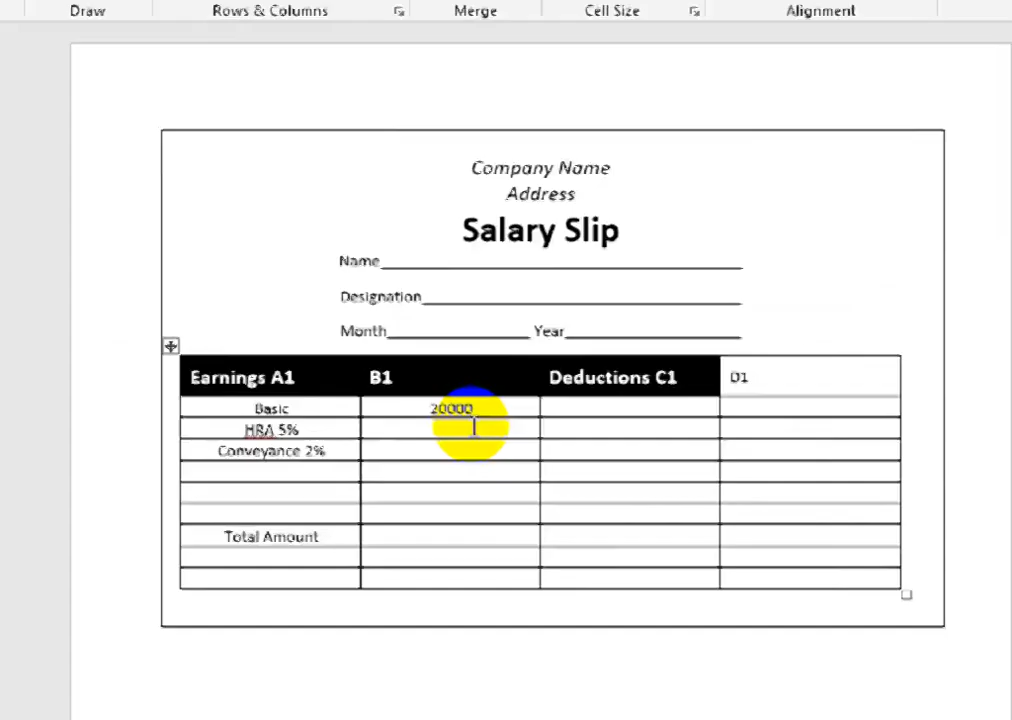 Draw Rows & Columns Merge Cell Size Alignment
Company Name
Address
Salary Slip
Name
Designation
Month Year
Earnings A1 B1 Deductions C1 D1
Basic 20000
HRA 5%
Conveyance 2%
Total Amount